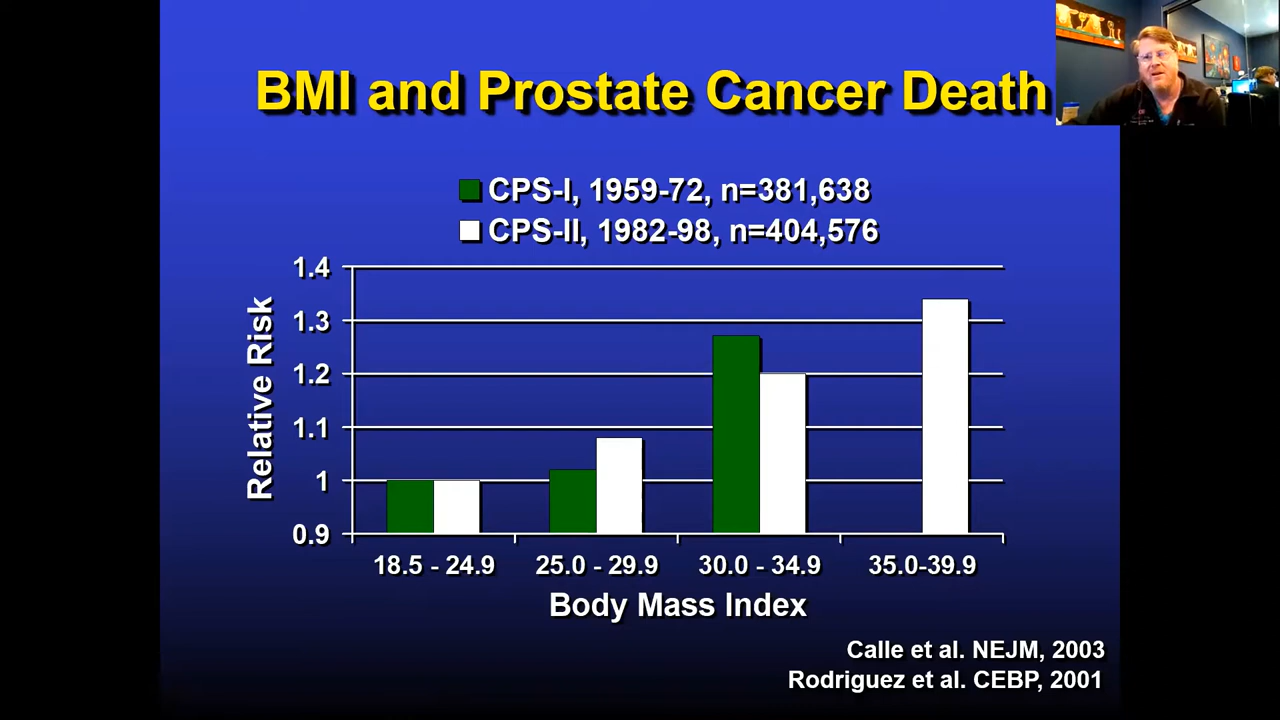 BMI and Prostate Cancer Death
CPS-I, 1959-72, n=381,638
CPS-II, 1982-98, n=404,576
Relative Risk
1.4
1.3
1.2
1.1
1
0.9
18.5 - 24.9
25.0 - 29.9
30.0 - 34.9
35.0-39.9
Body Mass Index
Calle et al. NEJM, 2003
Rodriguez et al. CEBP, 2001